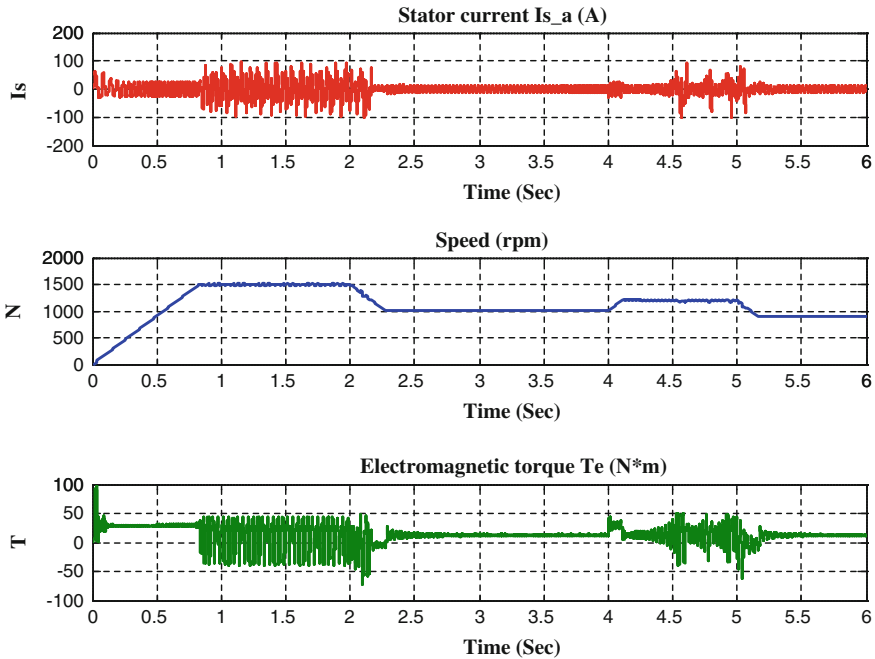 Stator current Is_a (A)
200
100
0
-100
-200
Is
0 0.5 1 1.5 2 2.5 3 3.5 4 4.5 5 5.5 6
Time (Sec)
Speed (rpm)
2000
1500
1000
500
0
N
0 0.5 1 1.5 2 2.5 3 3.5 4 4.5 5 5.5 6
Time (Sec)
Electromagnetic torque Te (N*m)
100
50
0
-50
-100
T
0 0.5 1 1.5 2 2.5 3 3.5 4 4.5 5 5.5 6
Time (Sec)